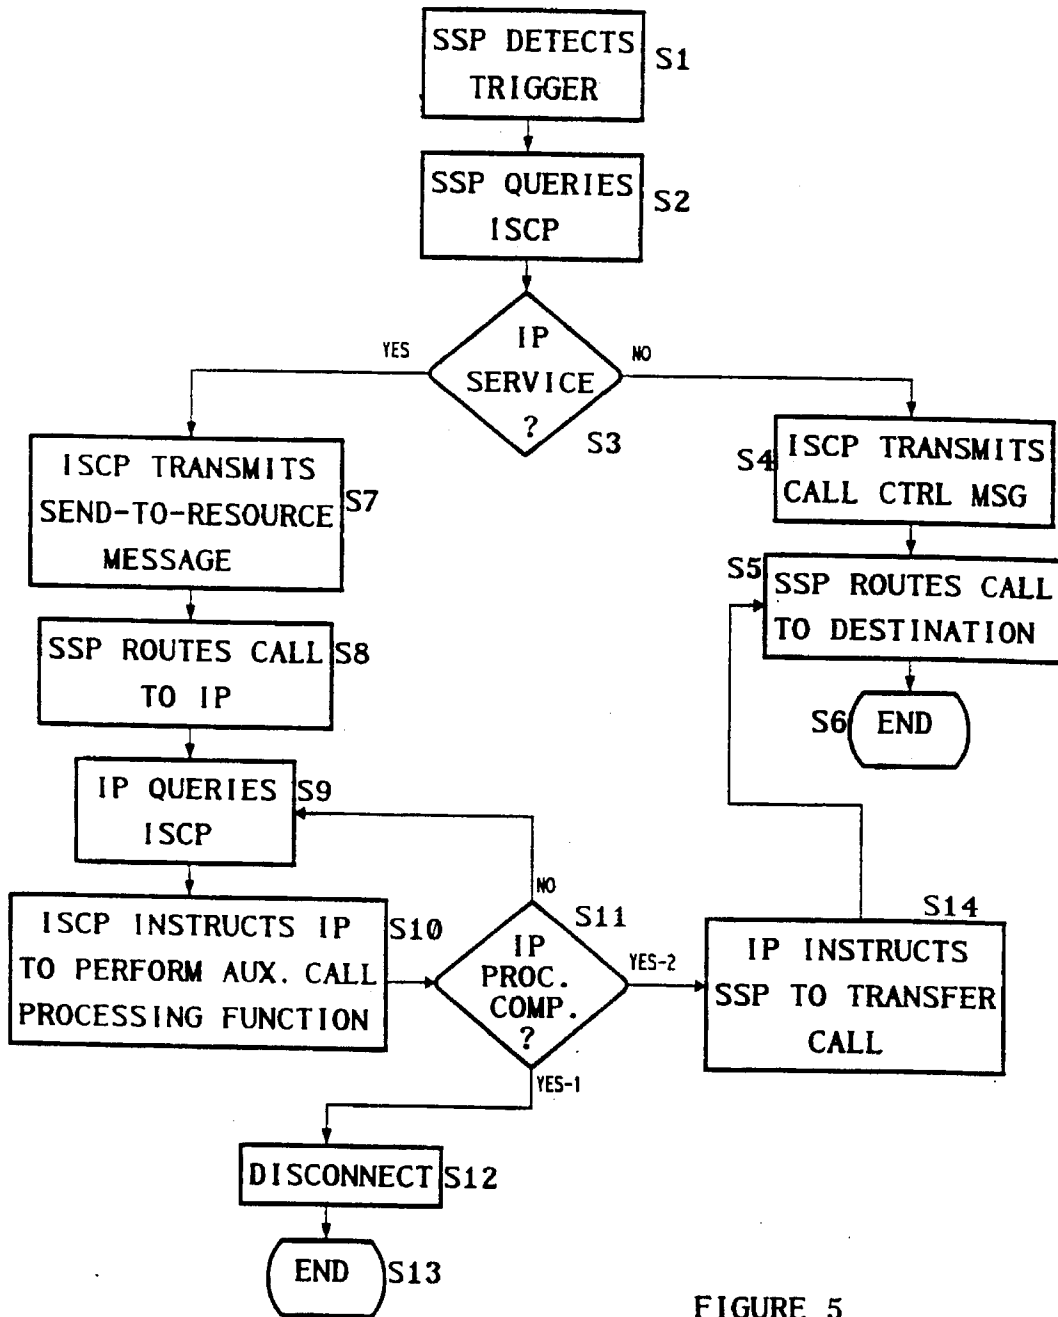 SSP DETECTS
TRIGGER
S1
SSP QUERIES
ISCP
S2
IP
SERVICE
?
S3
YES
NO
ISCP TRANSMITS
SEND-TO-RESOURCE
MESSAGE
S7
S4
ISCP TRANSMITS
CALL CTRL MSG
S5
SSP ROUTES CALL
TO DESTINATION
SSP ROUTES CALL
TO IP
S8
S6
END
IP QUERIES
ISCP
S9
ISCP INSTRUCTS IP
TO PERFORM AUX. CALL
PROCESSING FUNCTION
S10
NO
S11
IP
PROC.
COMP.
?
YES-2
YES-1
S14
IP INSTRUCTS
SSP TO TRANSFER
CALL
DISCONNECT
S12
END
S13
FIGURE 5